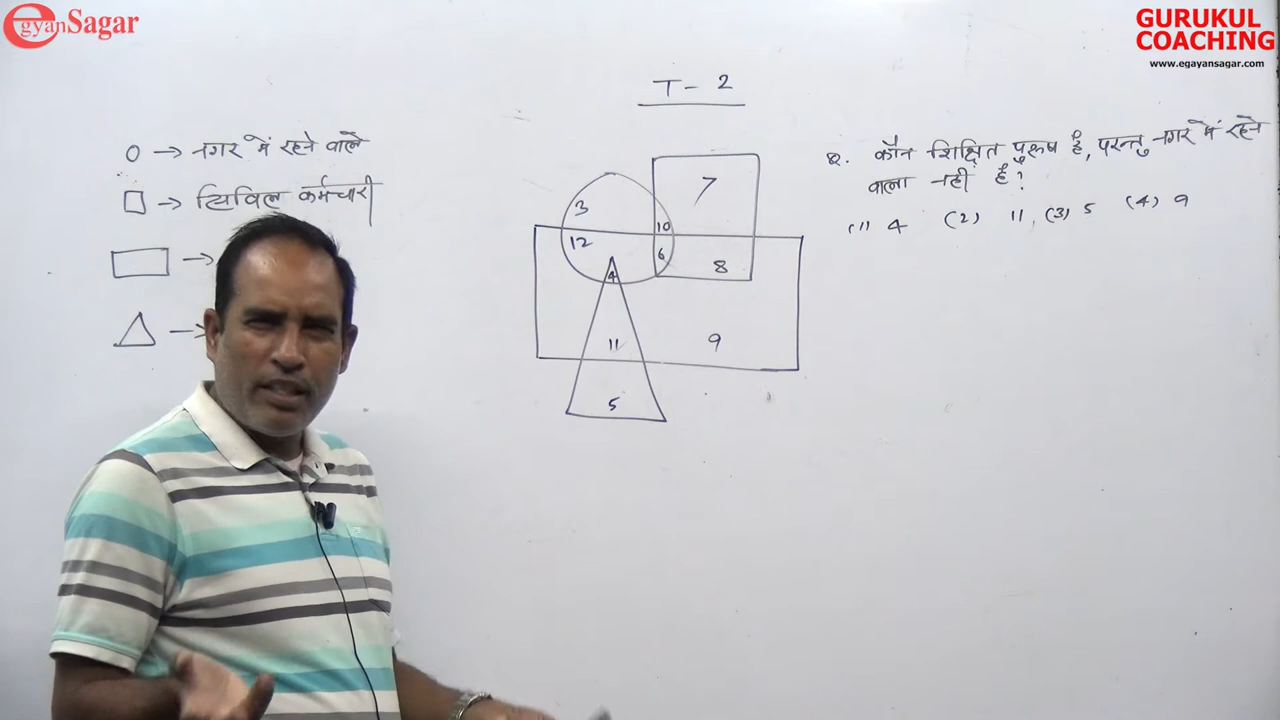 egyanSagar
GURUKUL
COACHING
www.egayansagar.com
T - 2
○ → नगर में रहने वाले
□ → सिविल कर्मचारी
→
△ →
3
7
10
12
6
4
8
11
9
5
Q. कौन शिक्षित पुरूष है, परन्तु नगर में रहने
वाला नहीं है?
(1) 4 (2) 11, (3) 5 (4) 9